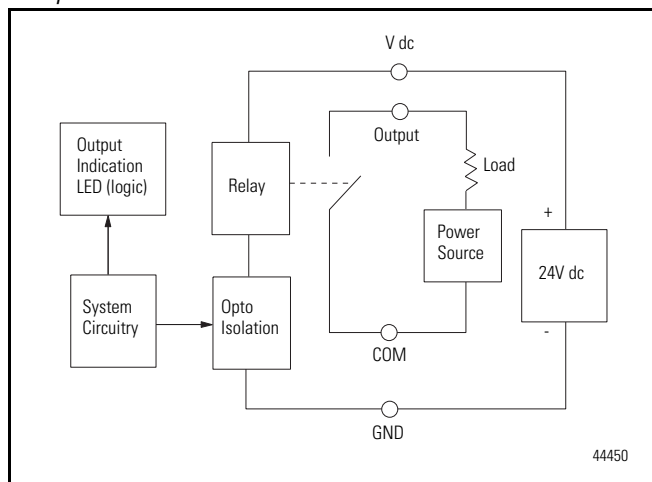 V dc
Output
Output
Indication
LED (logic)
Relay
Load
Power
Source
+
24V dc
-
System
Circuitry
Opto
Isolation
COM
GND
44450